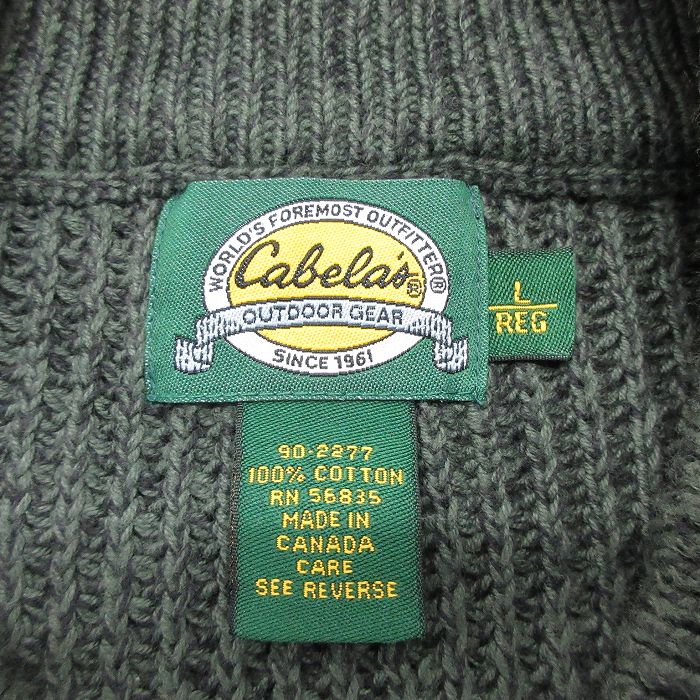 WORLD'S FOREMOST OUTFITTER®
Cabela's®
OUTDOOR GEAR
SINCE 1961
L
REG
90-2277
100% COTTON
RN 56835
MADE IN
CANADA
CARE
SEE REVERSE